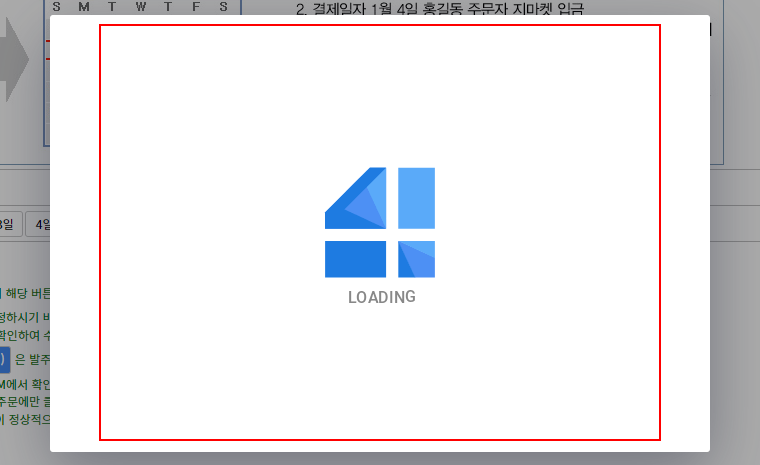 S M T W T F S
2. 결제일자 1월 4일 홍길동 주문자 지마켓 입금
LOADING
3일
4일
해당 버튼
정하시기 바
확인하여 수
) 은 발주
M에서 확인
주문에만 클
정상적으